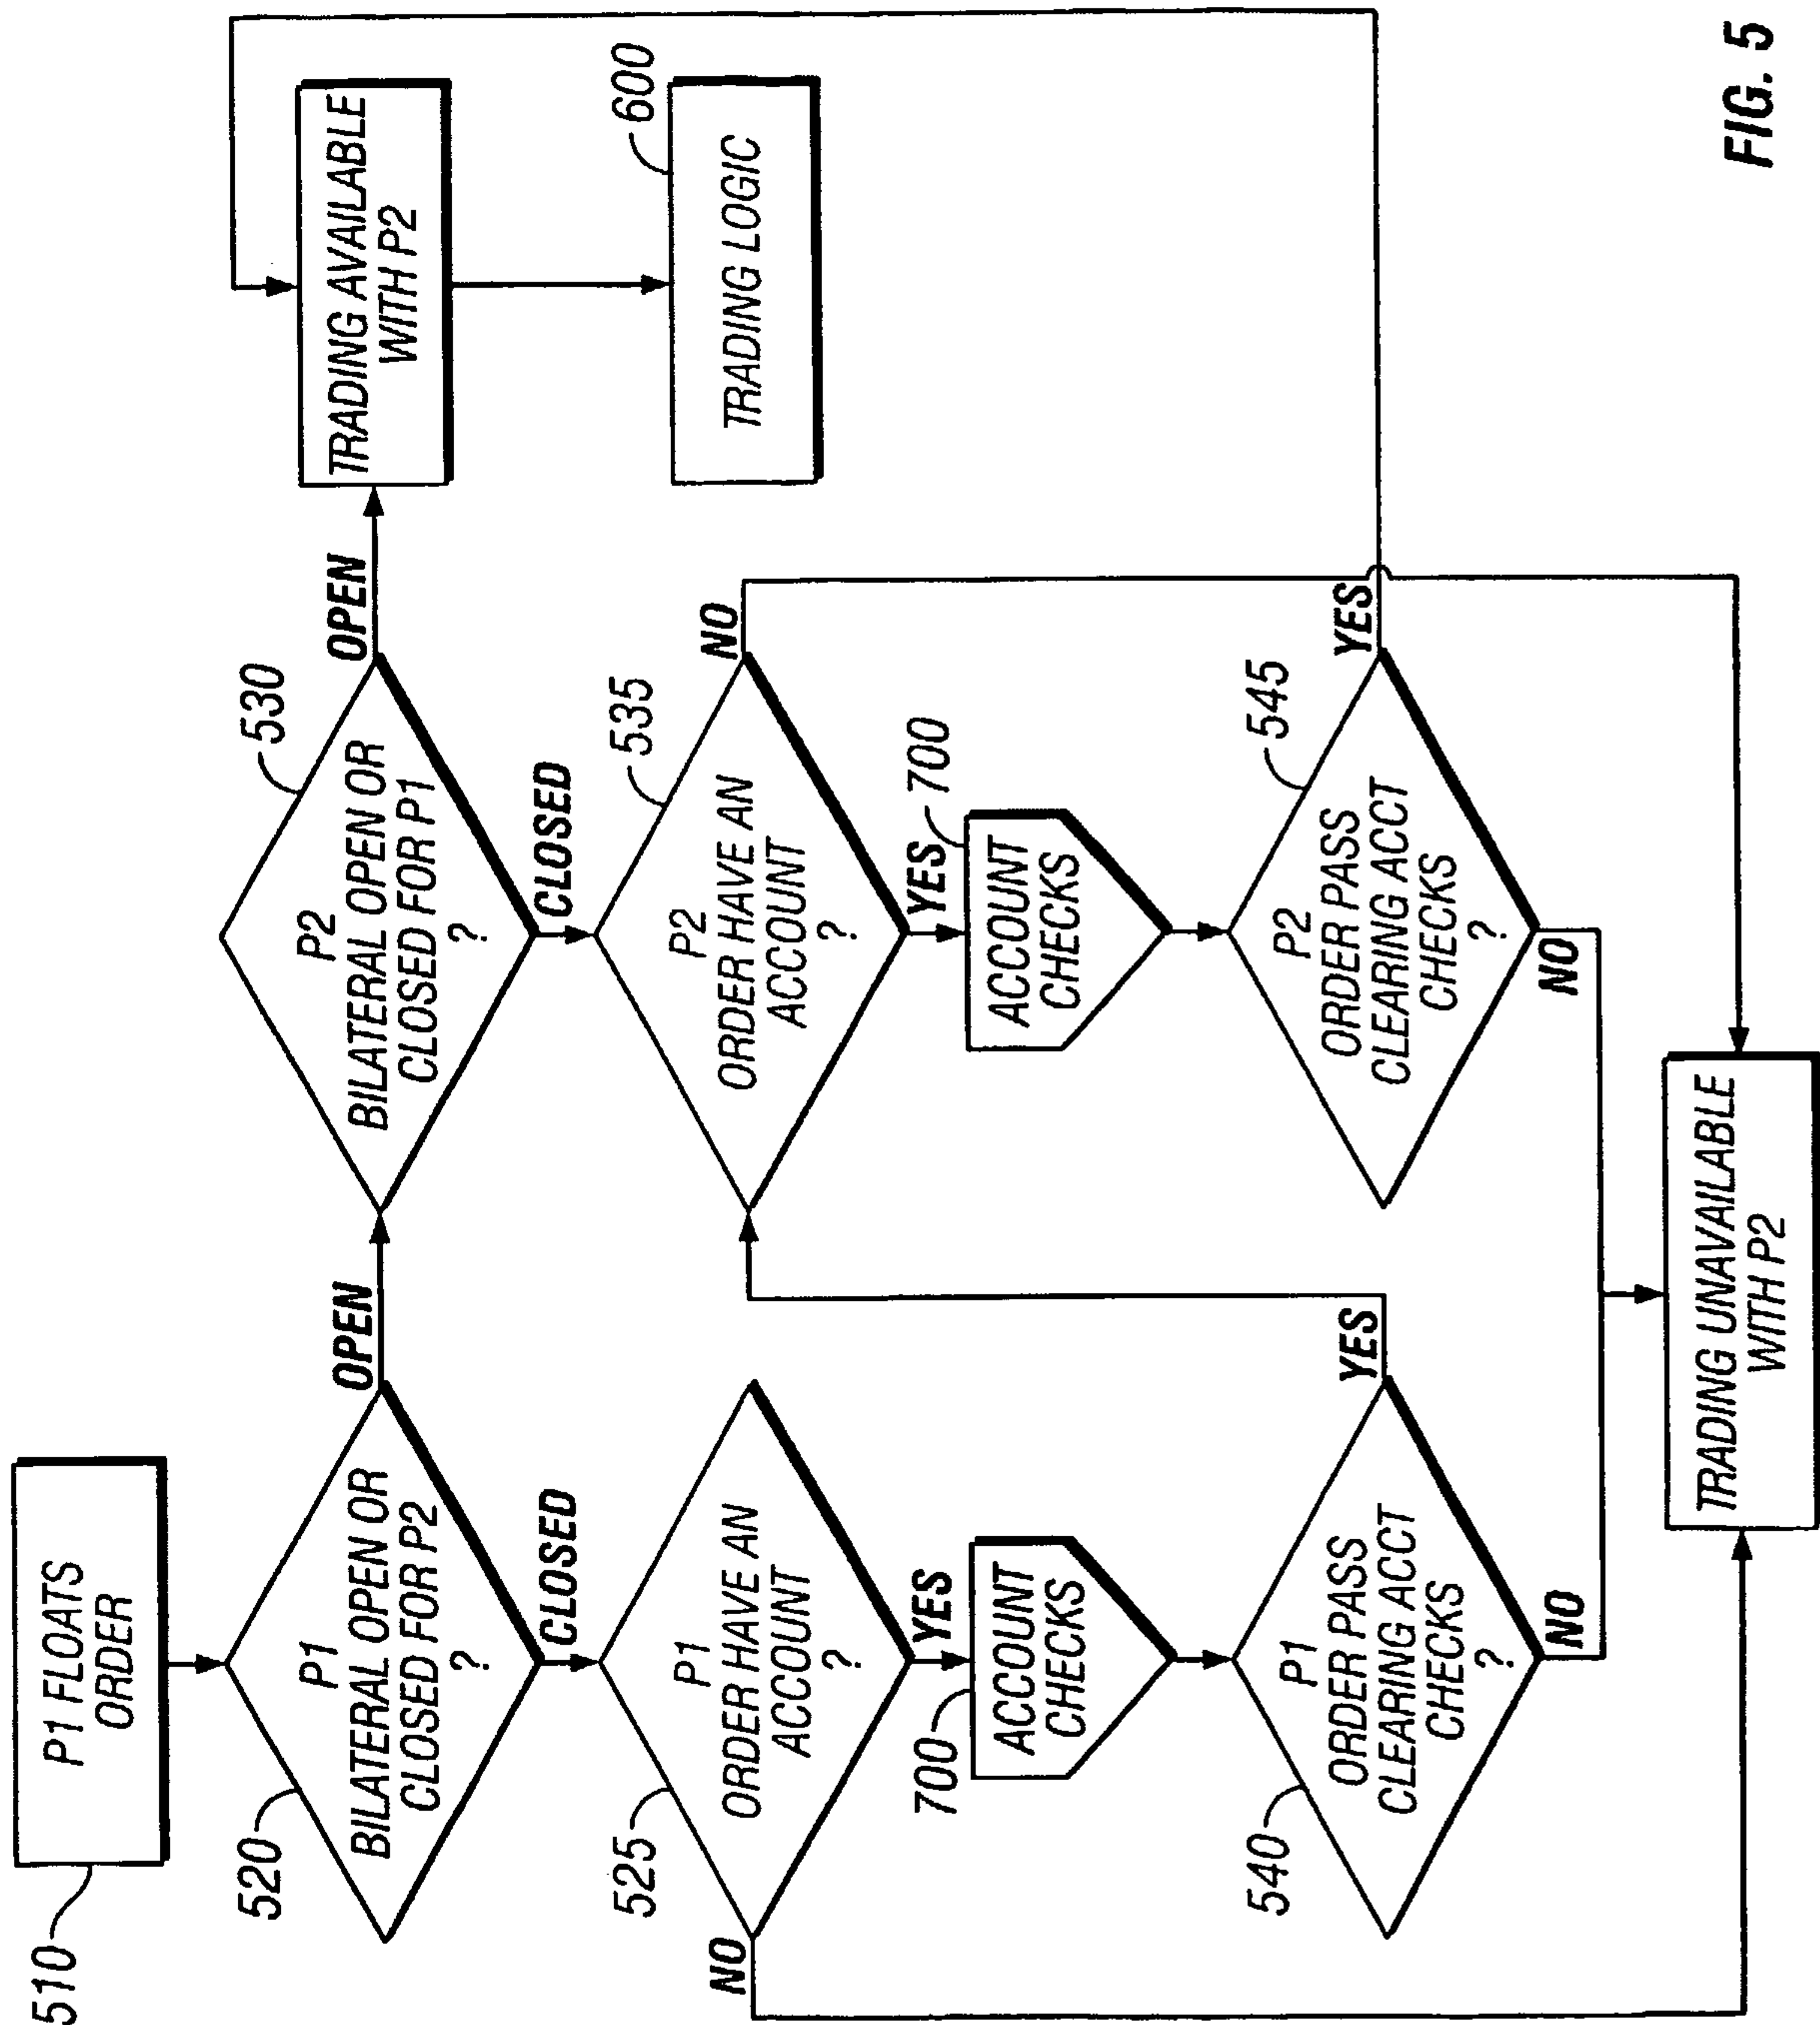 510
P1 FLOATS
ORDER
520
P1
BILATERAL OPEN OR
CLOSED FOR P2
?
OPEN
CLOSED
530
P2
BILATERAL OPEN OR
CLOSED FOR P1
?
OPEN
CLOSED
TRADING AVAILABLE
WITH P2
600
TRADING LOGIC
525
P1
ORDER HAVE AN
ACCOUNT
?
NO
YES
535
P2
ORDER HAVE AN
ACCOUNT
?
NO
YES
700
ACCOUNT
CHECKS
700
ACCOUNT
CHECKS
540
P1
ORDER PASS
CLEARING ACCT
CHECKS
?
YES
NO
545
P2
ORDER PASS
CLEARING ACCT
CHECKS
?
YES
NO
TRADING UNAVAILABLE
WITH P2
FIG. 5